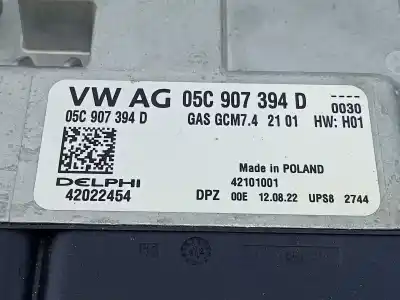 VW AG 05C 907 394 D ----
0030
05C 907 394 D GAS GCM7.4 21 01 HW: H01
Made in POLAND
DELPHI 42101001
42022454 DPZ 00E 12.08.22 UPS8 2744